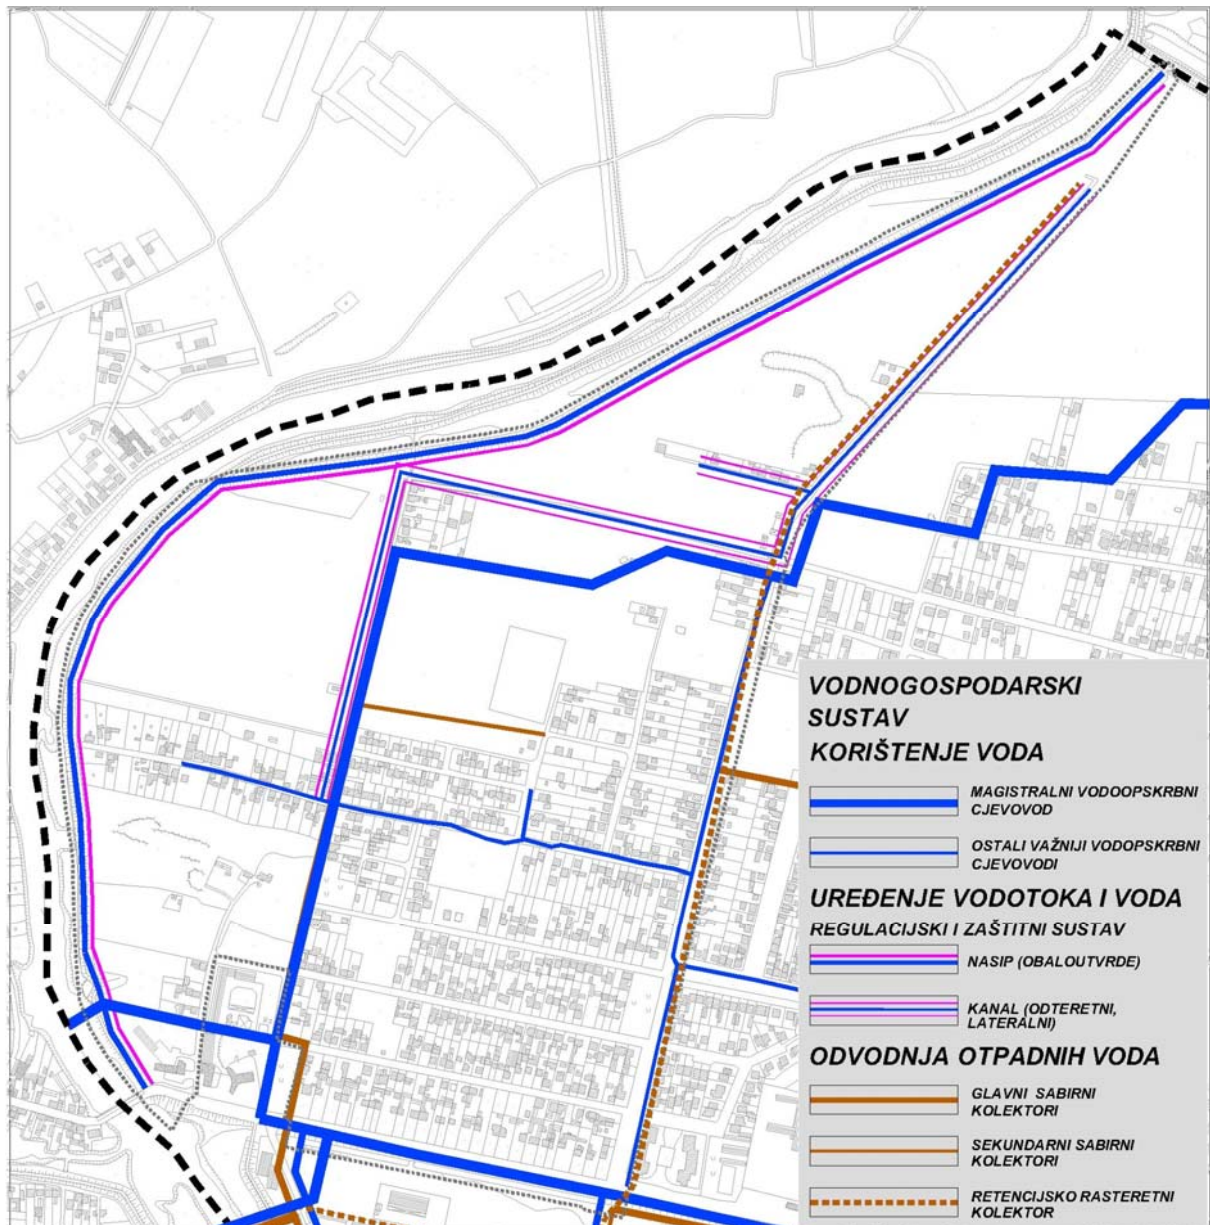 VODNOGOSPODARSKI
SUSTAV
KORIŠTENJE VODA
MAGISTRALNI VODOOPSKRBNI
CJEVOVOD
OSTALI VAŽNIJI VODOPSKRBNI
CJEVOVODI
UREĐENJE VODOTOKA I VODA
REGULACIJSKI I ZAŠTITNI SUSTAV
NASIP (OBALOUTVRDE)
KANAL (ODTERETNI,
LATERALNI)
ODVODNJA OTPADNIH VODA
GLAVNI SABIRNI
KOLEKTORI
SEKUNDARNI SABIRNI
KOLEKTORI
RETENCIJSKO RASTERETNI
KOLEKTOR